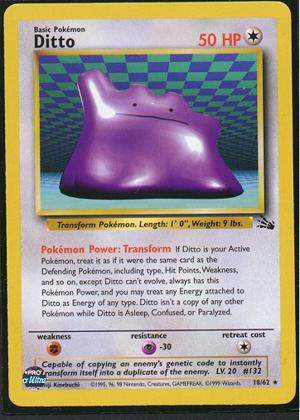 Basic Pokémon
Ditto
50 HP
Transform Pokémon. Length: 1' 0", Weight: 9 lbs.
Pokémon Power: Transform If Ditto is your Active
Pokémon, treat it as if it were the same card as the
Defending Pokémon, including type, Hit Points, Weakness,
and so on, except Ditto can't evolve, always has this
Pokémon Power, and you may treat any Energy attached to
Ditto as Energy of any type. Ditto isn't a copy of any other
Pokémon while Ditto is Asleep, Confused, or Paralyzed.
weakness resistance retreat cost
-30
Capable of copying an enemy's genetic code to instantly
transform itself into a duplicate of the enemy. LV. 20 #132
PRO
Ultra
Kinebuchi ©1995, 96, 98 Nintendo, Creatures, GAMEFREAK. ©1999 Wizards. 18/62 ★